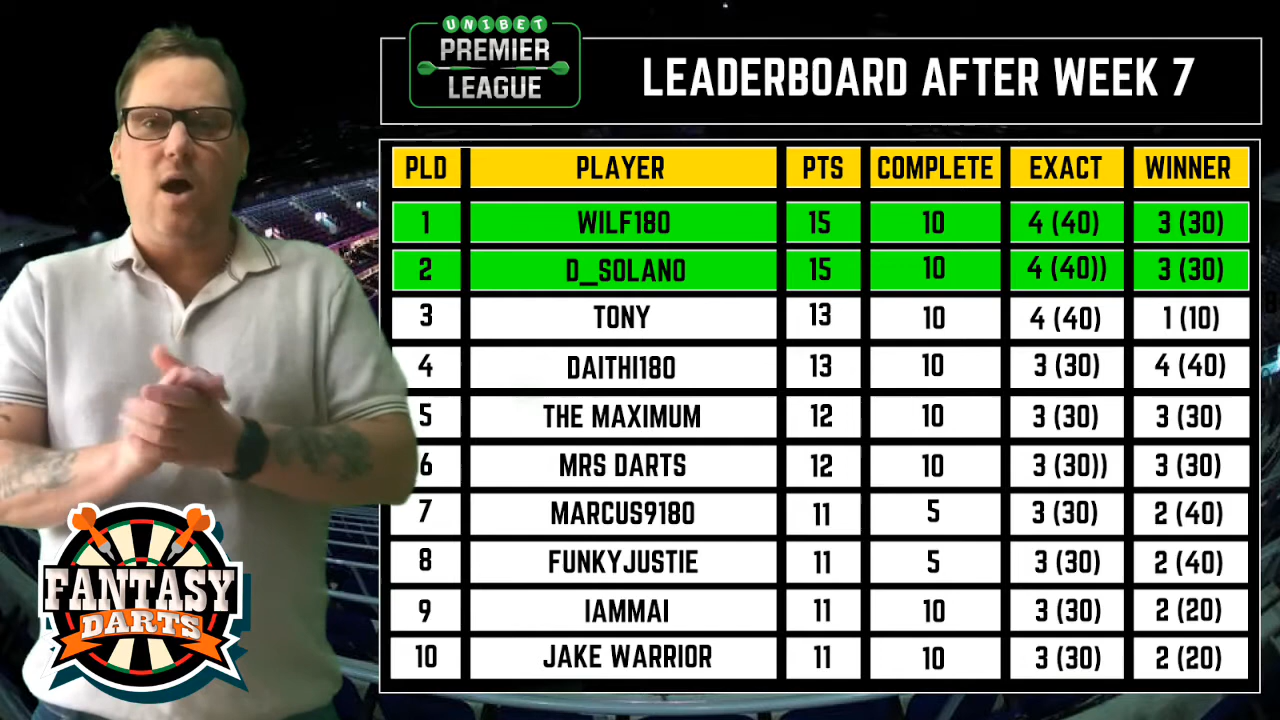 UNIBET
PREMIER
LEAGUE
LEADERBOARD AFTER WEEK 7
PLD PLAYER PTS COMPLETE EXACT WINNER
1 WILF180 15 10 4 (40) 3 (30)
2 D_SOLANO 15 10 4 (40)) 3 (30)
3 TONY 13 10 4 (40) 1 (10)
4 DAITHI180 13 10 3 (30) 4 (40)
5 THE MAXIMUM 12 10 3 (30) 3 (30)
6 MRS DARTS 12 10 3 (30)) 3 (30)
7 MARCUS9180 11 5 3 (30) 2 (40)
8 FUNKYJUSTIE 11 5 3 (30) 2 (40)
9 IAMMAI 11 10 3 (30) 2 (20)
10 JAKE WARRIOR 11 10 3 (30) 2 (20)
FANTASY
DARTS